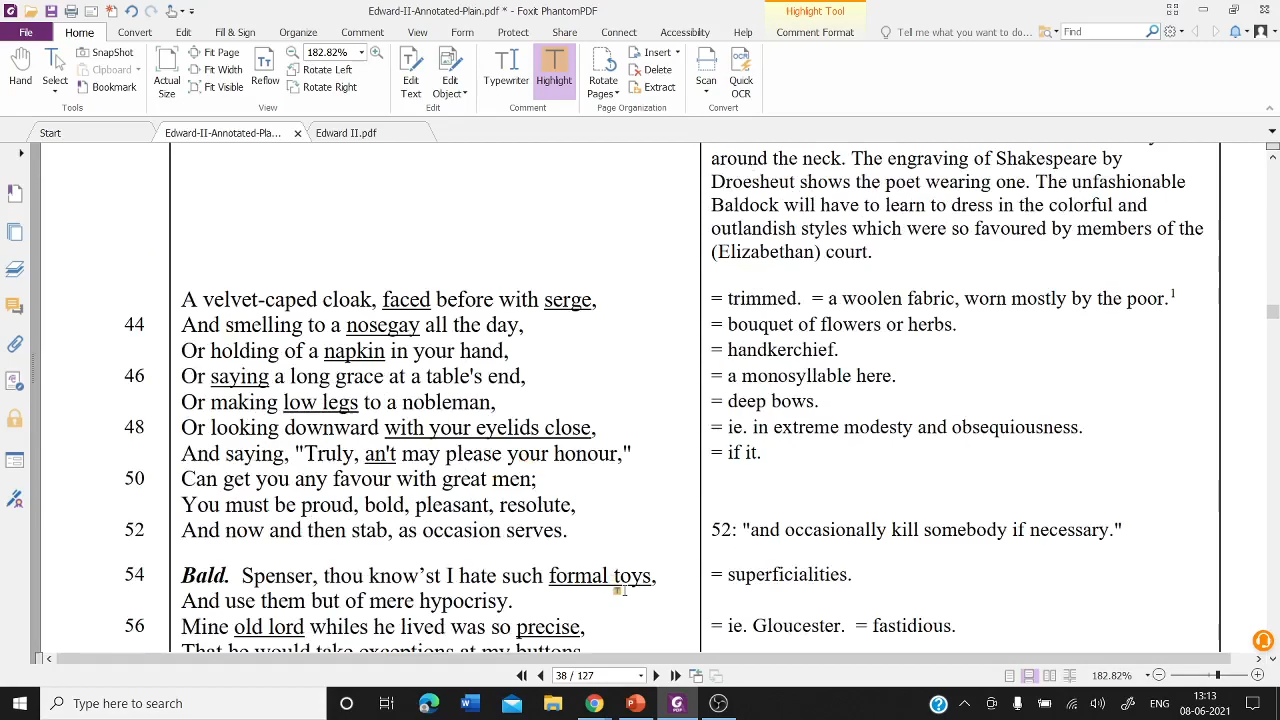 Edward-II-Annotated-Plain.pdf * - Foxit PhantomPDF
Highlight Tool
File
Home
Convert
Edit
Fill & Sign
Organize
Comment
View
Form
Protect
Share
Connect
Accessibility
Help
Comment Format
Tell me what you want to do...
Find
Hand
Select
SnapShot
Clipboard
Bookmark
Tools
Actual Size
Fit Page
Fit Width
Fit Visible
Reflow
182.82%
Rotate Left
Rotate Right
View
Edit Text
Edit Object
Edit
Typewriter
Highlight
Comment
Rotate Pages
Insert
Delete
Extract
Page Organization
Scan
Quick OCR
Convert
Start
Edward-II-Annotated-Pla...
Edward II.pdf
around the neck. The engraving of Shakespeare by
Droesheut shows the poet wearing one. The unfashionable
Baldock will have to learn to dress in the colorful and
outlandish styles which were so favoured by members of the
(Elizabethan) court.
A velvet-caped cloak, faced before with serge, = trimmed. = a woolen fabric, worn mostly by the poor.1
44 And smelling to a nosegay all the day, = bouquet of flowers or herbs.
Or holding of a napkin in your hand, = handkerchief.
46 Or saying a long grace at a table's end, = a monosyllable here.
Or making low legs to a nobleman, = deep bows.
48 Or looking downward with your eyelids close, = ie. in extreme modesty and obsequiousness.
And saying, "Truly, an't may please your honour," = if it.
50 Can get you any favour with great men;
You must be proud, bold, pleasant, resolute,
52 And now and then stab, as occasion serves. 52: "and occasionally kill somebody if necessary."
54 Bald. Spenser, thou know'st I hate such formal toys, = superficialities.
And use them but of mere hypocrisy.
56 Mine old lord whiles he lived was so precise, = ie. Gloucester. = fastidious.
That he would take exceptions at my buttons
38 / 127
182.82%
Type here to search
13:13
08-06-2021